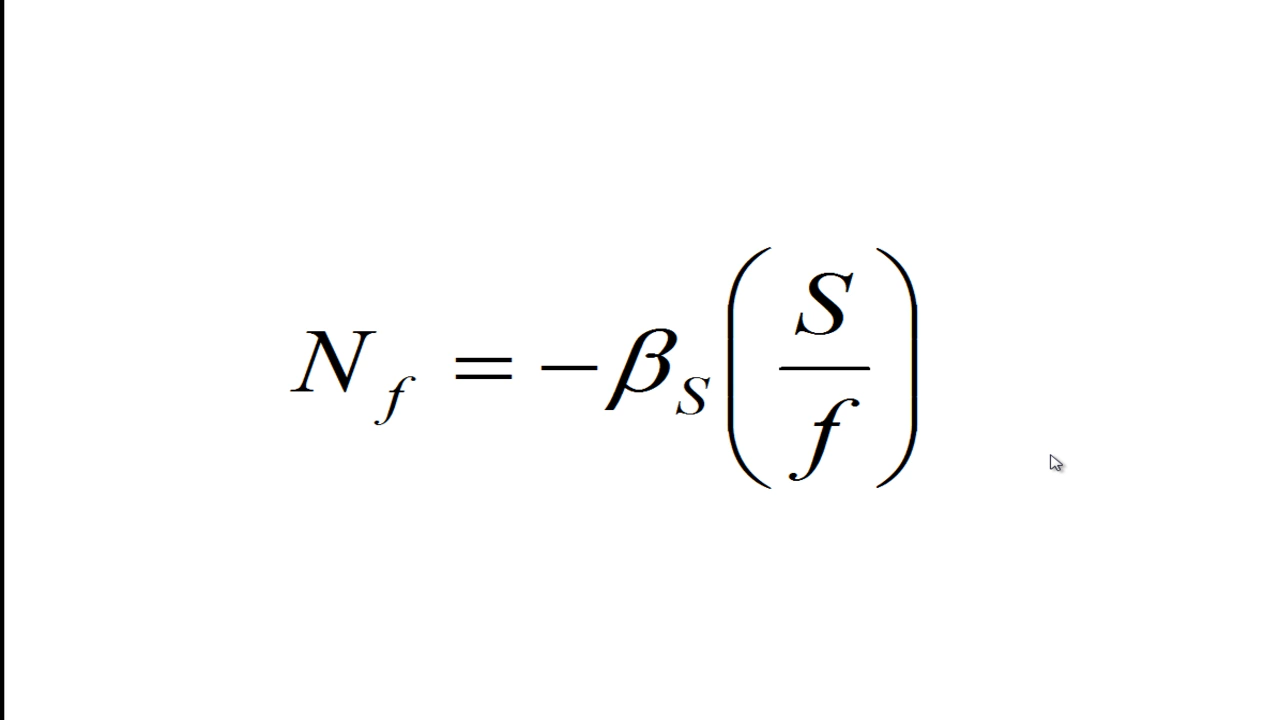 N_f = -β_S (S/f)